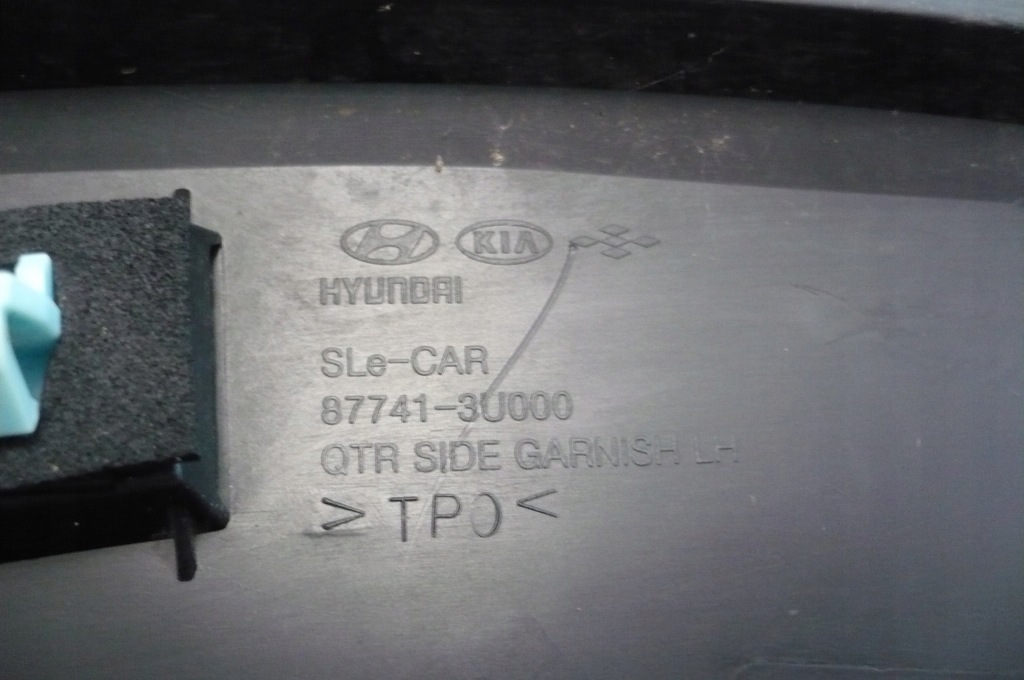 KIA
HYUNDAI
SLe-CAR
87741-3U000
QTR SIDE GARNISH LH
>TPO<